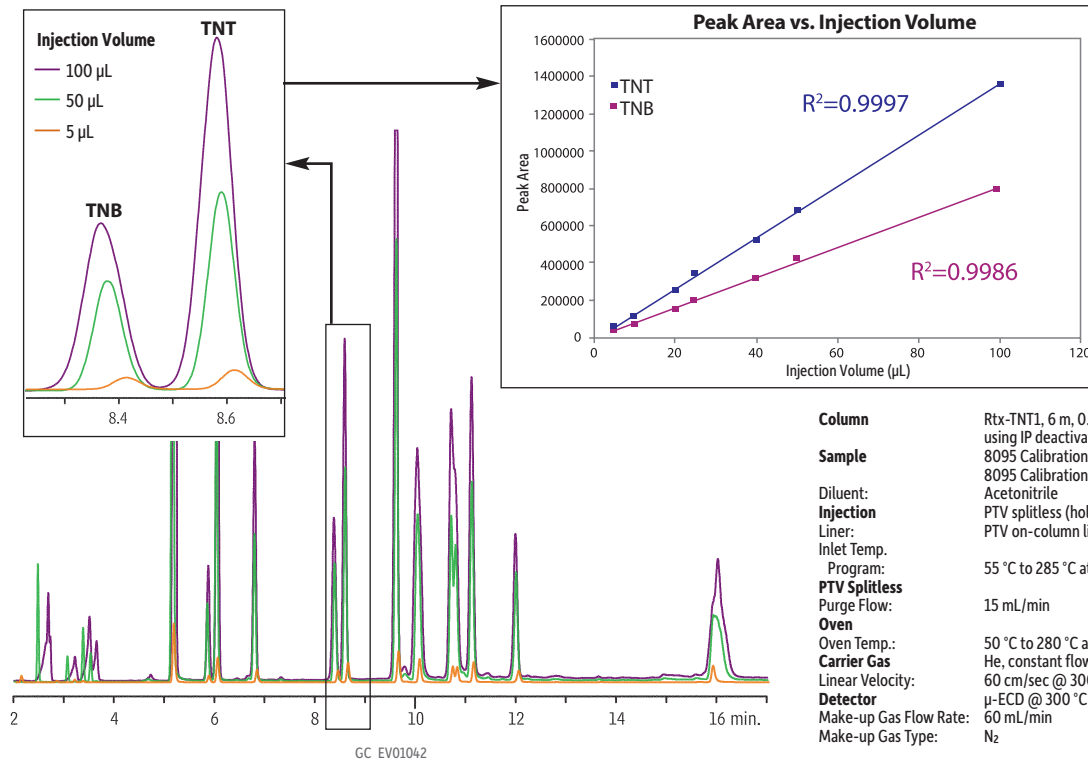 Injection Volume
100 µL
50 µL
5 µL
TNT
TNB
8.4 8.6
Peak Area vs. Injection Volume
1600000
1400000
1200000
1000000
800000
600000
400000
200000
0
Peak Area
TNT
TNB
R²=0.9997
R²=0.9986
0 20 40 60 80 100 120
Injection Volume (µL)
2 4 6 8 10 12 14 16 min.
GC_EV01042
Column Rtx-TNT1, 6 m, 0.
using IP deactiva
Sample 8095 Calibration
8095 Calibration
Diluent: Acetonitrile
Injection PTV splitless (hol
Liner: PTV on-column li
Inlet Temp.
Program: 55 °C to 285 °C at
PTV Splitless
Purge Flow: 15 mL/min
Oven
Oven Temp.: 50 °C to 280 °C a
Carrier Gas He, constant flow
Linear Velocity: 60 cm/sec @ 300
Detector µ-ECD @ 300 °C
Make-up Gas Flow Rate: 60 mL/min
Make-up Gas Type: N₂